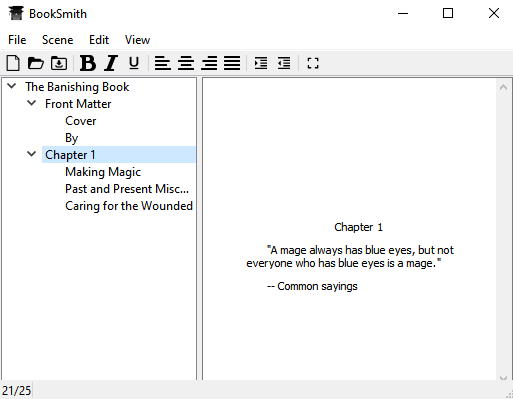 BookSmith
File Scene Edit View
B I U
The Banishing Book
Front Matter
Cover
By
Chapter 1
Making Magic
Past and Present Misc...
Caring for the Wounded
Chapter 1
"A mage always has blue eyes, but not
everyone who has blue eyes is a mage."
-- Common sayings
21/25